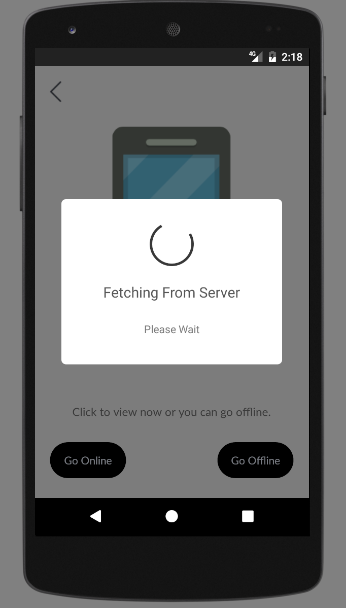 4G
2:18
Fetching From Server
Please Wait
Click to view now or you can go offline.
Go Online
Go Offline